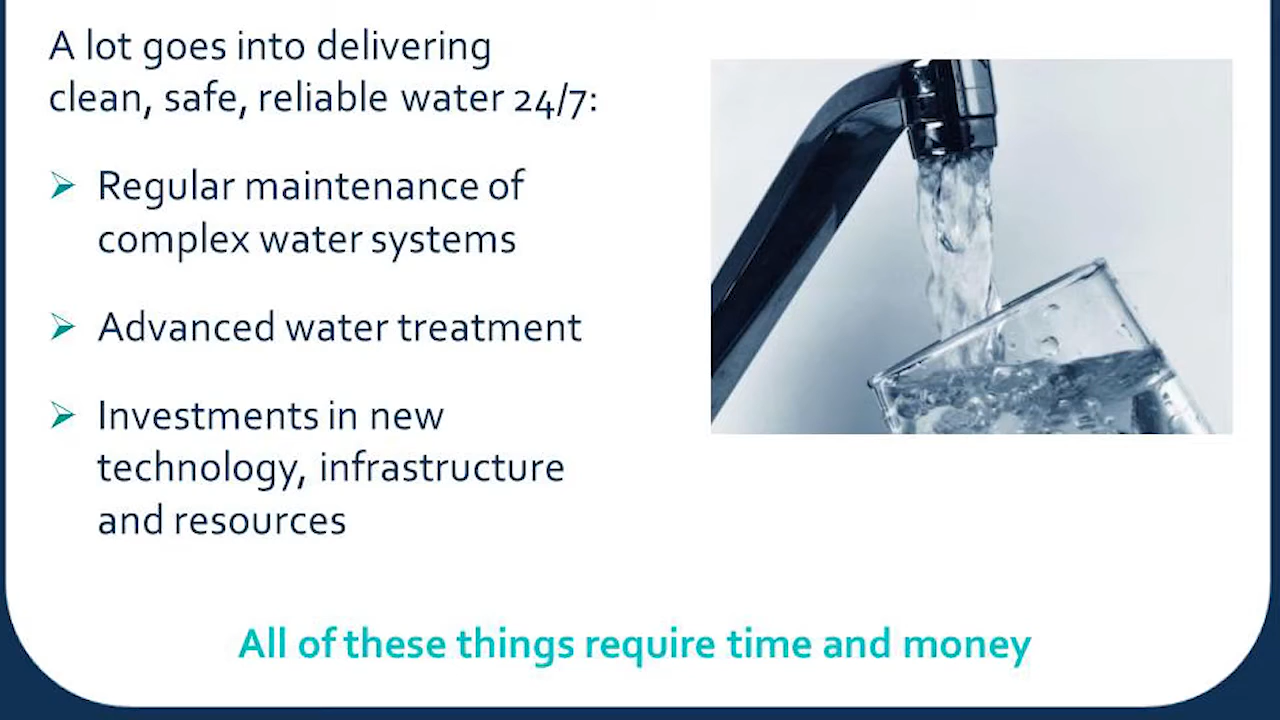 A lot goes into delivering
clean, safe, reliable water 24/7:
Regular maintenance of
complex water systems
Advanced water treatment
Investments in new
technology, infrastructure
and resources
All of these things require time and money